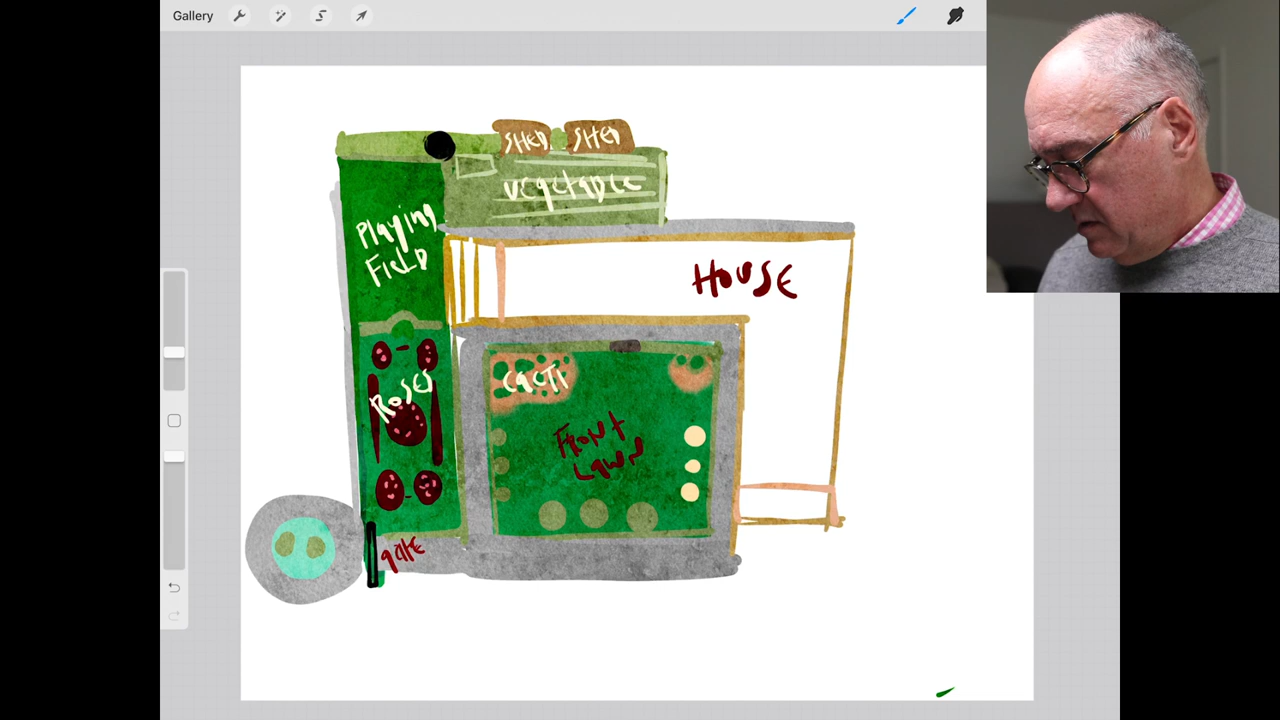 Gallery
SHED SHED
vegetable
Playing
FielD
House
Roses
cacti
Front
Lawn
gate